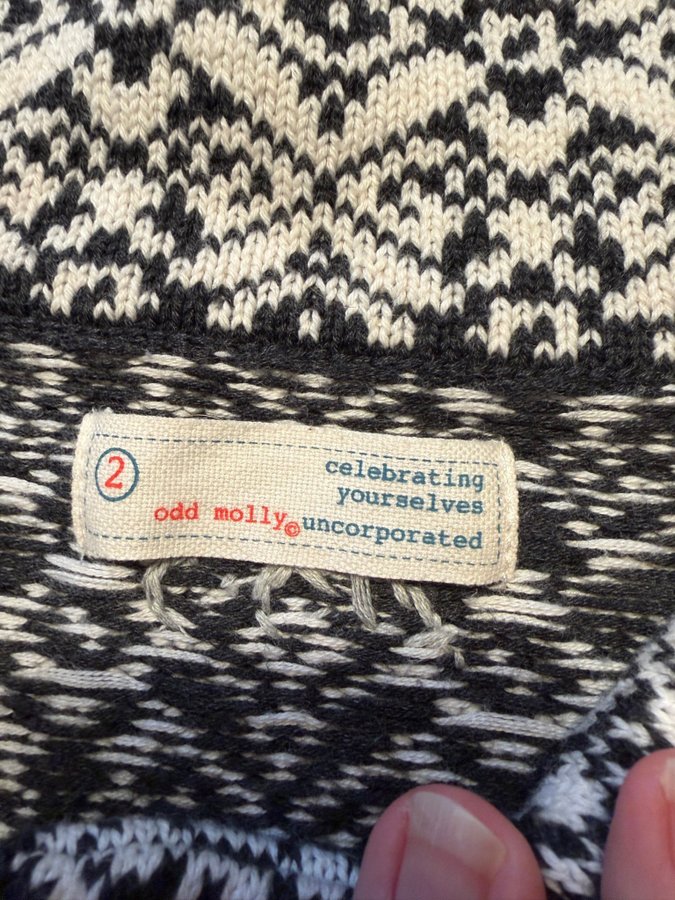 2
celebrating
yourselves
odd molly© uncorporated